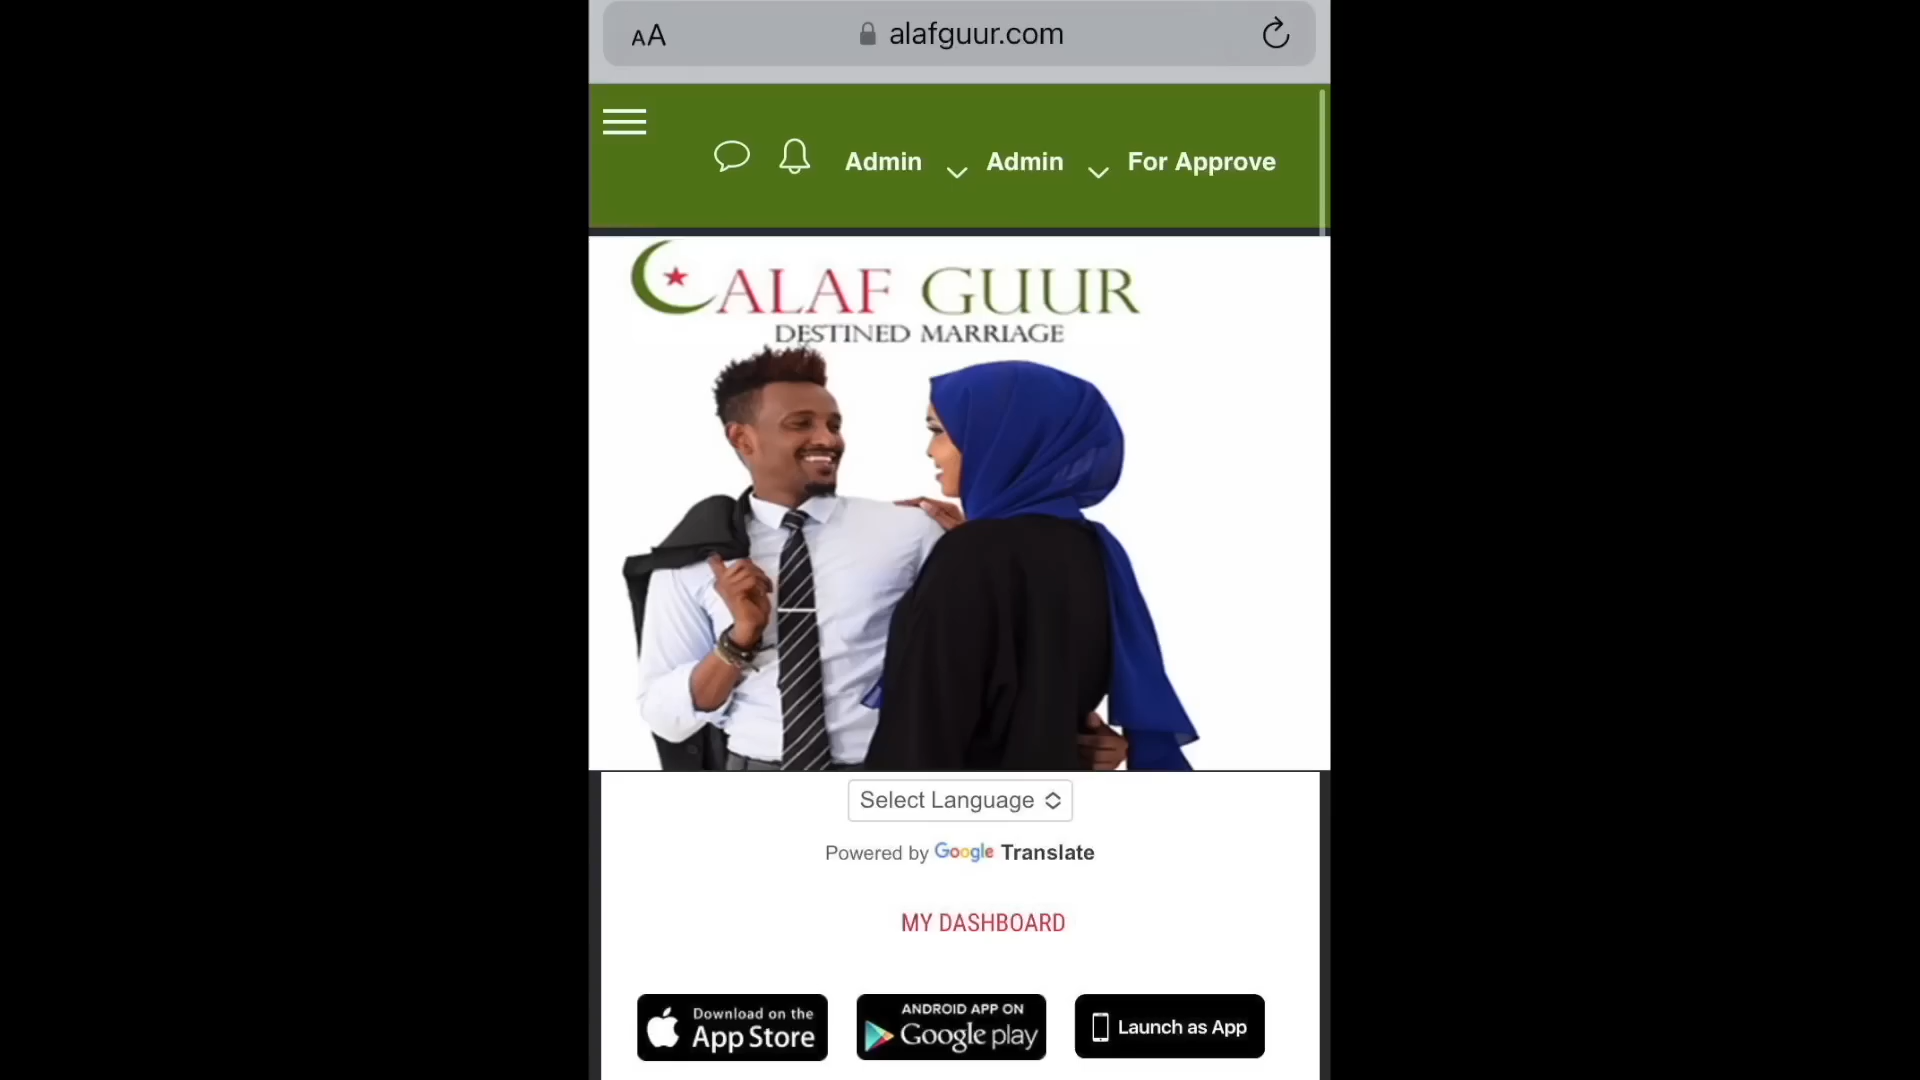 AA alafguur.com
Admin Admin For Approve
CALAF GUUR
DESTINED MARRIAGE
Select Language
Powered by Google Translate
MY DASHBOARD
Download on the
App Store
ANDROID APP ON
Google play
Launch as App